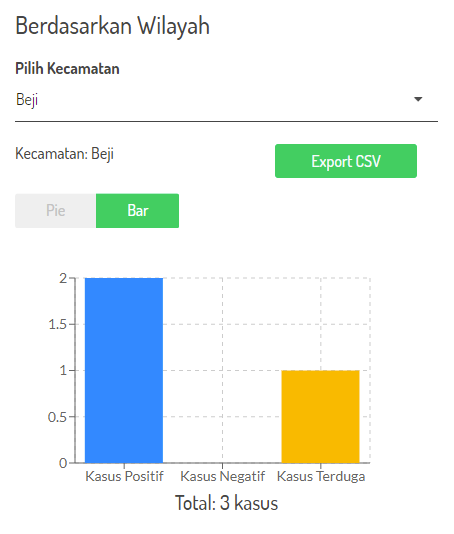 Berdasarkan Wilayah
Pilih Kecamatan
Beji
Kecamatan: Beji
Export CSV
Pie
Bar
2
1.5
1
0.5
0
Kasus Positif
Kasus Negatif
Kasus Terduga
Total: 3 kasus